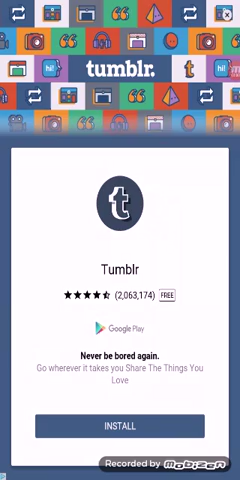 hi!
tumblr.
t
hi!
t
Tumblr
(2,063,174) FREE
Google Play
Never be bored again.
Go wherever it takes you Share The Things You
Love
INSTALL
Recorded by Mobizen